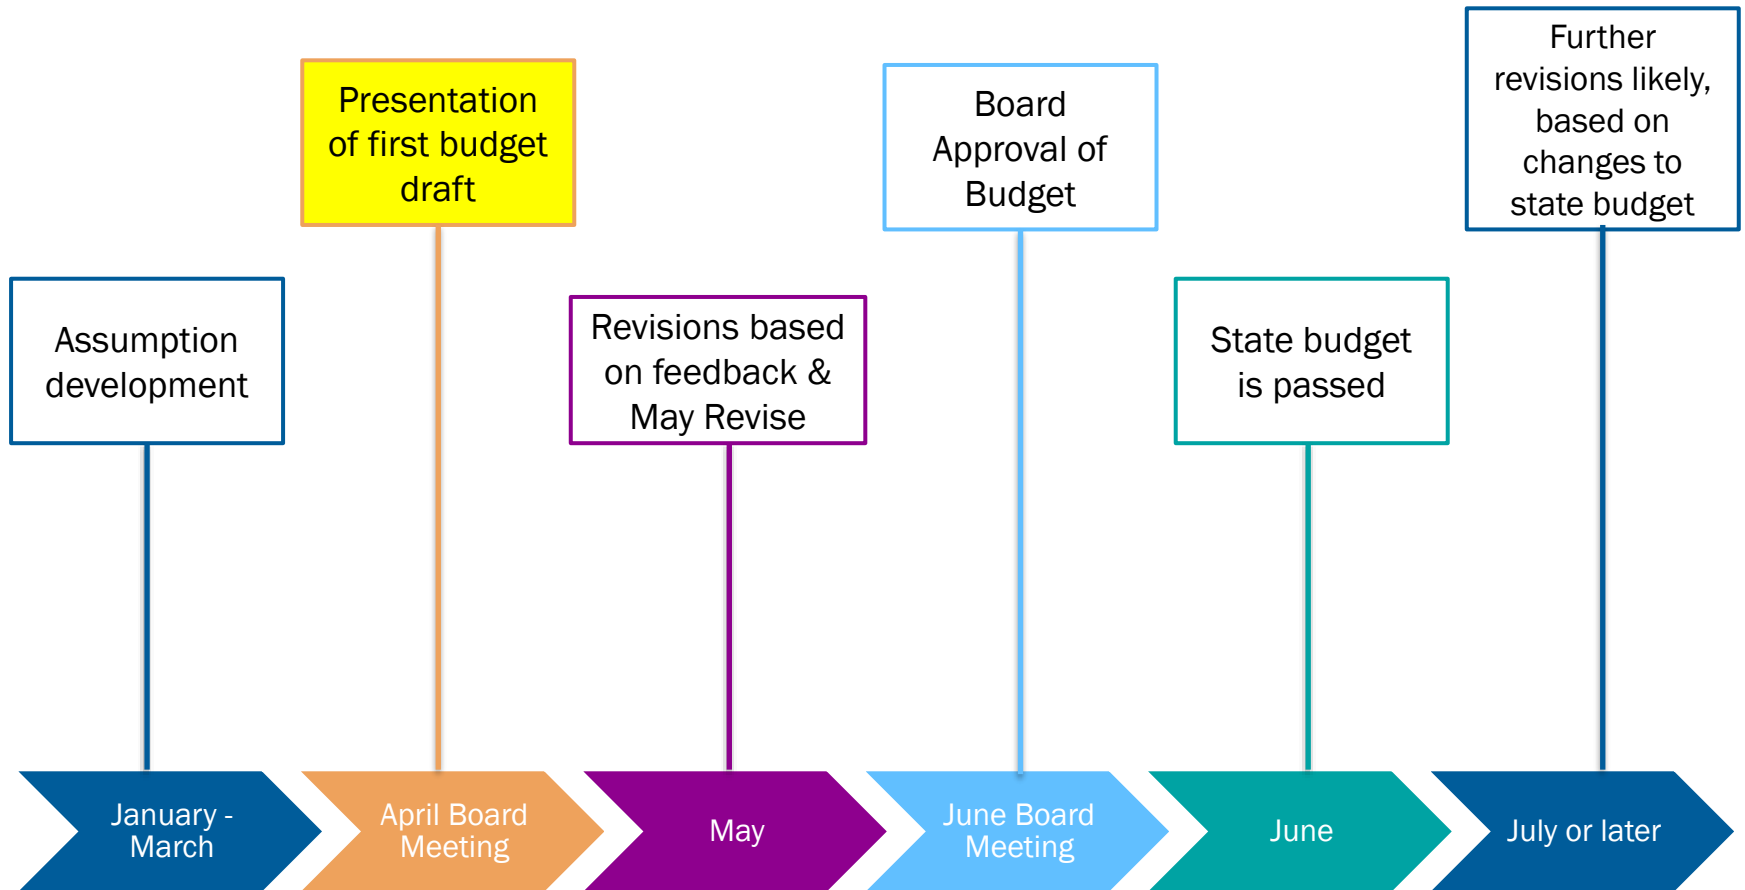 Assumption
development
Presentation
of first budget
draft
Revisions based
on feedback &
May Revise
Board
Approval of
Budget
State budget
is passed
Further
revisions likely,
based on
changes to
state budget
January -
March
April Board
Meeting
May
June Board
Meeting
June
July or later